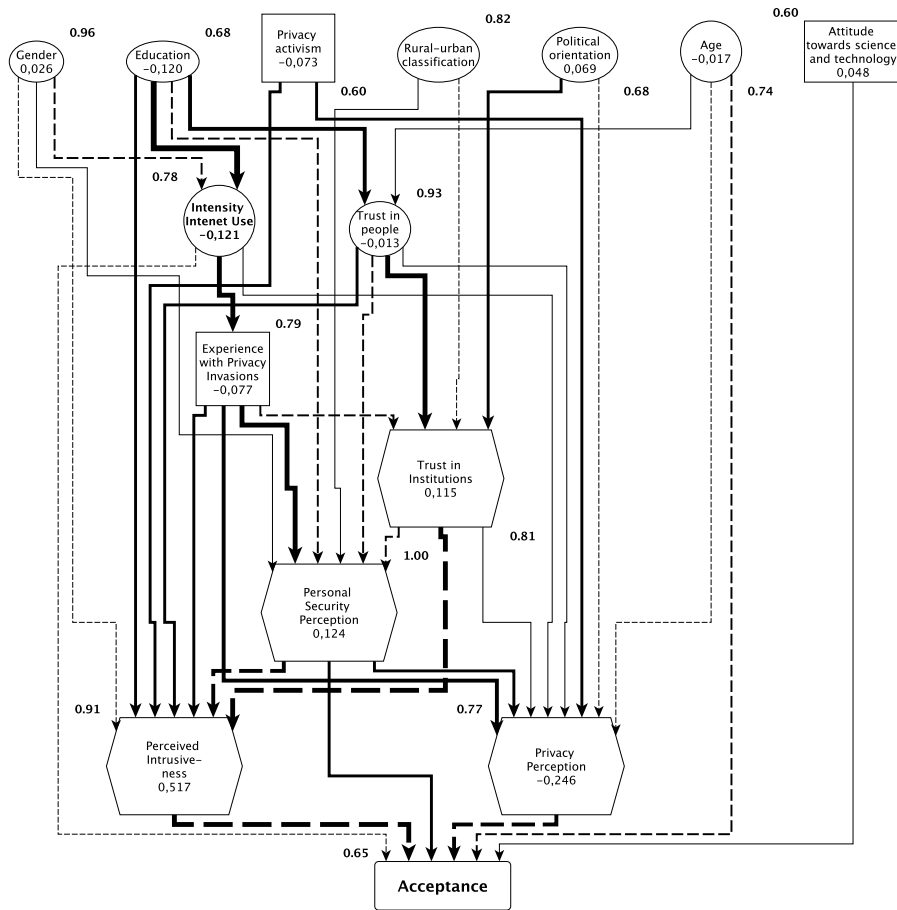 0.96
Gender
0,026
Education
−0,120
0.68
Privacy
activism
−0,073
0.60
Rural-urban
classification
0.82
Political
orientation
0,069
0.68
Age
−0,017
0.74
0.60
Attitude
towards science
and technology
0,048
0.78
Intensity
Intenet Use
−0,121
0.93
Trust in
people
−0,013
0.79
Experience
with Privacy
Invasions
−0,077
Trust in
Institutions
0,115
0.81
1.00
Personal
Security
Perception
0,124
0.91
Perceived
Intrusive-
ness
0,517
0.77
Privacy
Perception
−0,246
0.65
Acceptance